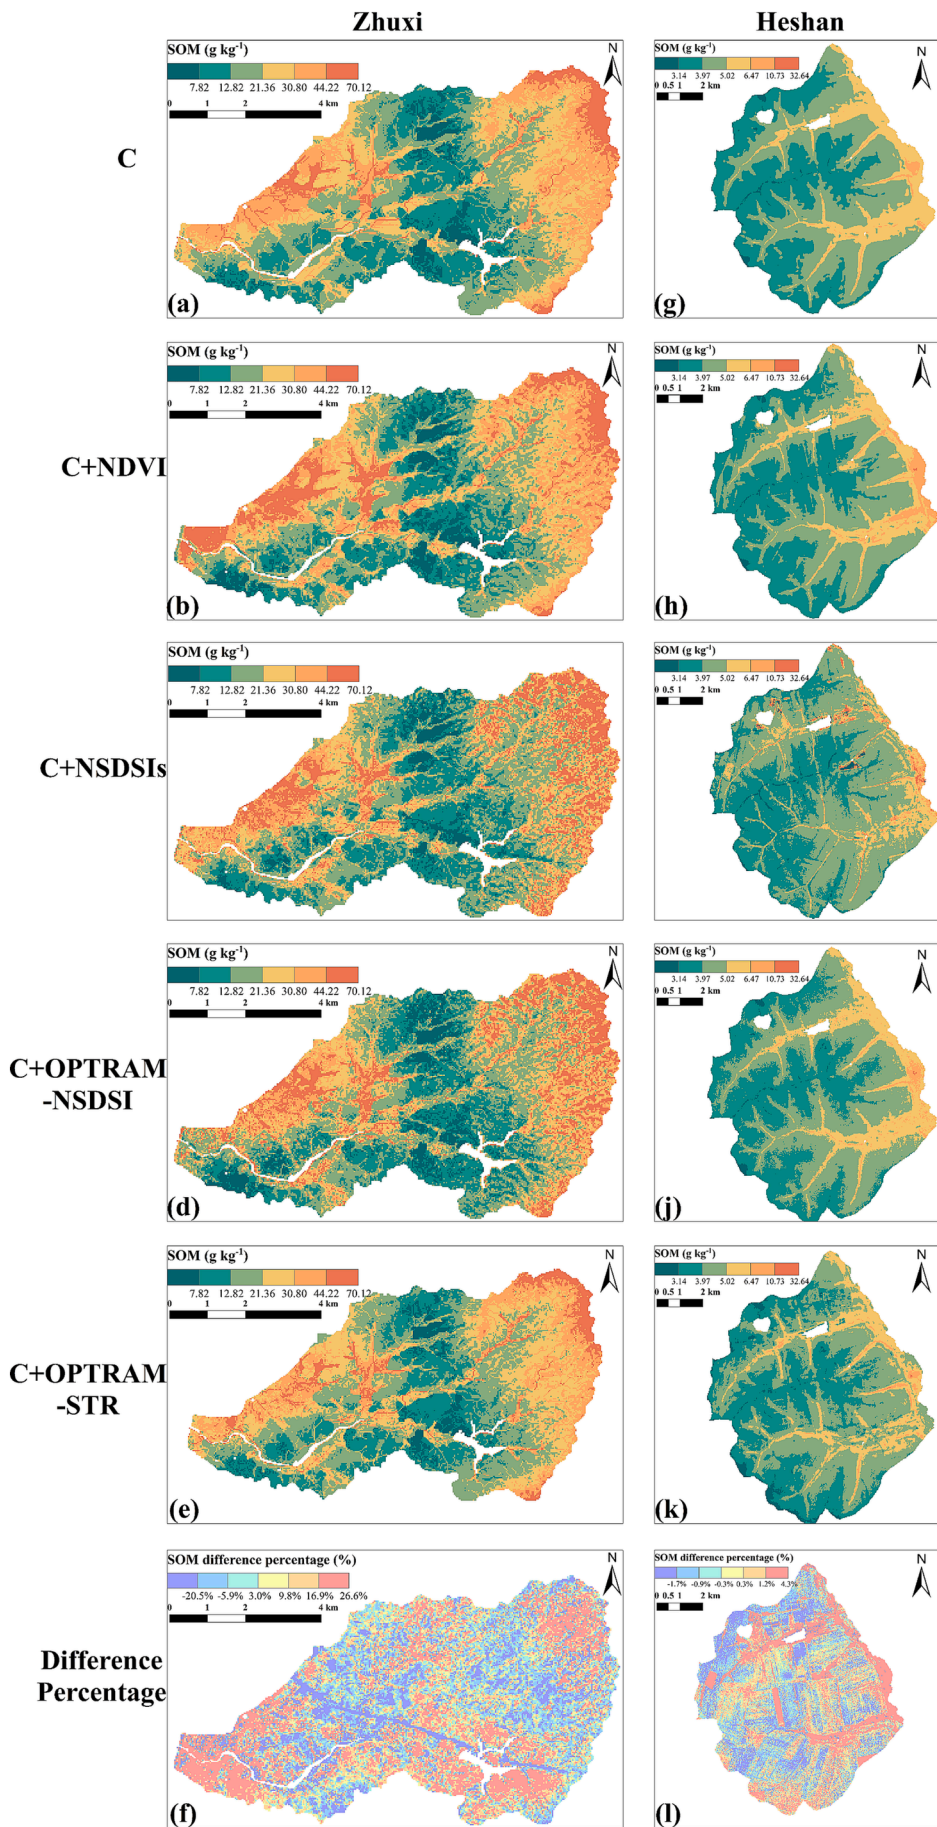 Zhuxi
Heshan
C
SOM (g kg⁻¹)
7.82 12.82 21.36 30.80 44.22 70.12
0 1 2 4 km
N
(a)
SOM (g kg⁻¹)
3.14 3.97 5.02 6.47 10.73 32.64
0 0.5 1 2 km
N
(g)
C+NDVI
SOM (g kg⁻¹)
7.82 12.82 21.36 30.80 44.22 70.12
0 1 2 4 km
N
(b)
SOM (g kg⁻¹)
3.14 3.97 5.02 6.47 10.73 32.64
0 0.5 1 2 km
N
(h)
C+NSDSIs
SOM (g kg⁻¹)
7.82 12.82 21.36 30.80 44.22 70.12
0 1 2 4 km
N
(c)
SOM (g kg⁻¹)
3.14 3.97 5.02 6.47 10.73 32.64
0 0.5 1 2 km
N
(i)
C+OPTRAM
-NSDSI
SOM (g kg⁻¹)
7.82 12.82 21.36 30.80 44.22 70.12
0 1 2 4 km
N
(d)
SOM (g kg⁻¹)
3.14 3.97 5.02 6.47 10.73 32.64
0 0.5 1 2 km
N
(j)
C+OPTRAM
-STR
SOM (g kg⁻¹)
7.82 12.82 21.36 30.80 44.22 70.12
0 1 2 4 km
N
(e)
SOM (g kg⁻¹)
3.14 3.97 5.02 6.47 10.73 32.64
0 0.5 1 2 km
N
(k)
Difference
Percentage
SOM difference percentage (%)
-20.5% -5.9% 3.0% 9.8% 16.9% 26.6%
0 1 2 4 km
N
(f)
SOM difference percentage (%)
-1.7% -0.9% -0.3% 0.3% 1.2% 4.3%
0 0.5 1 2 km
N
(l)